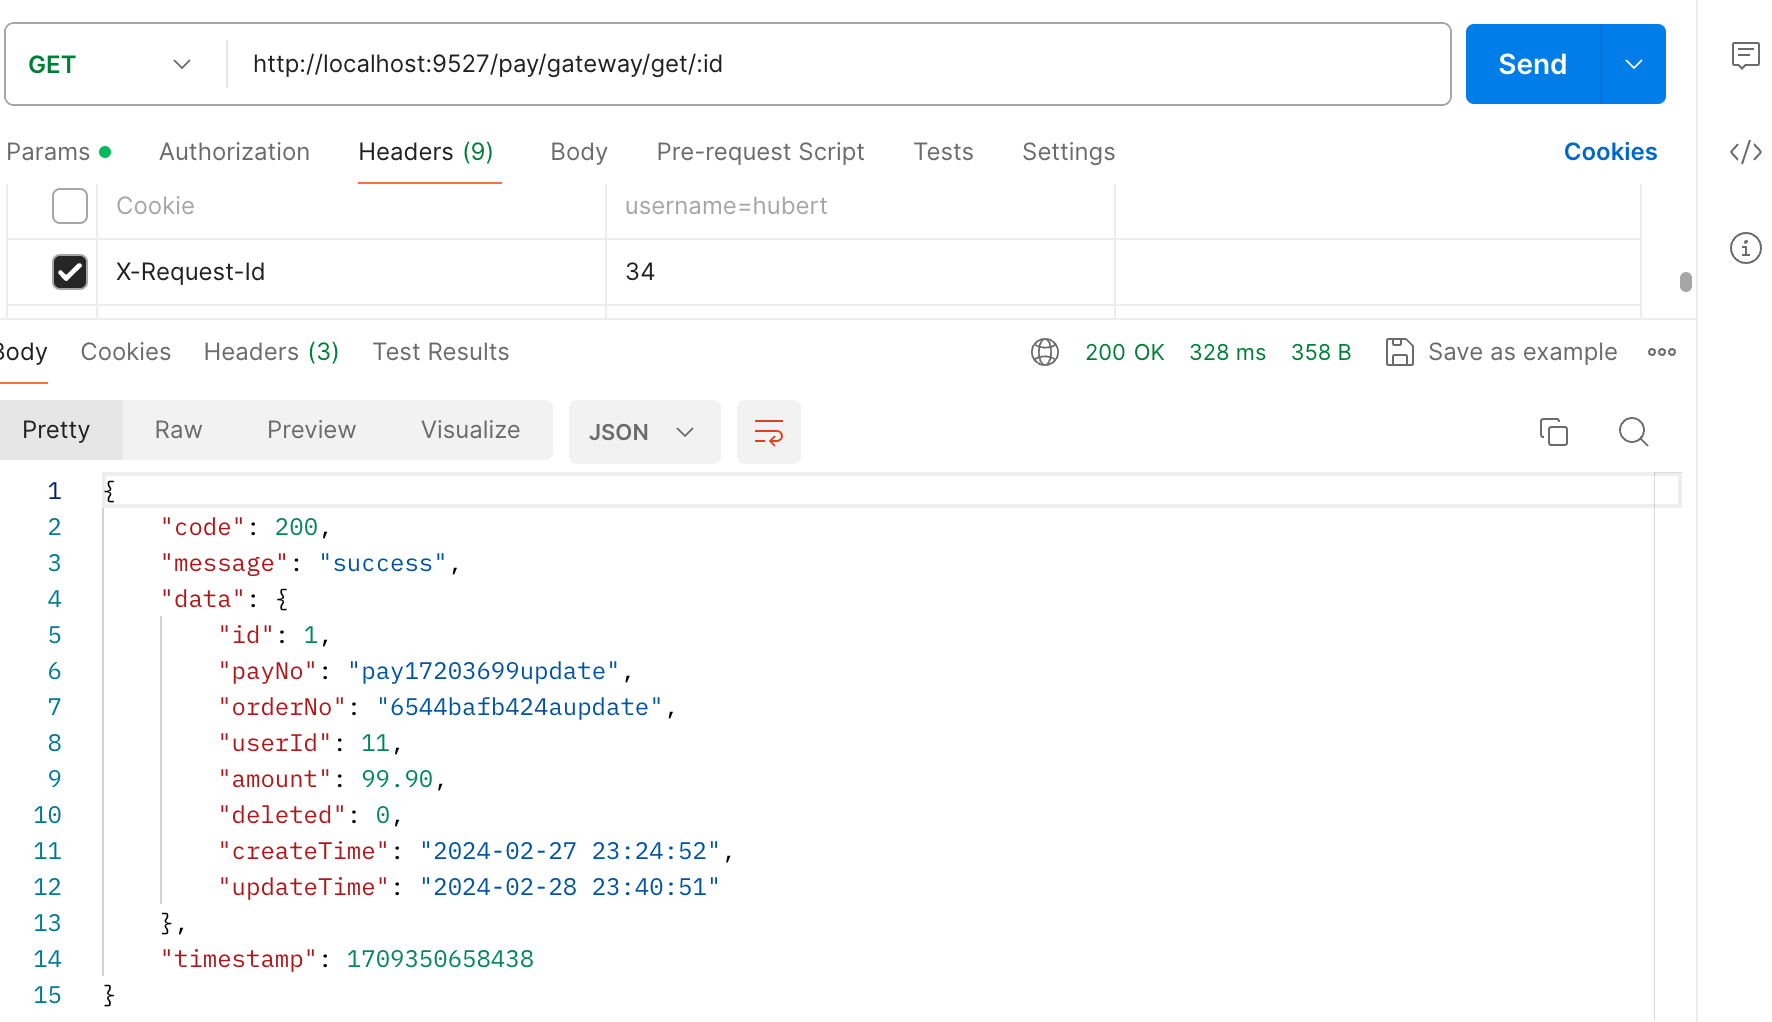 GET http://localhost:9527/pay/gateway/get/:id Send
Params Authorization Headers (9) Body Pre-request Script Tests Settings Cookies
Cookie username=hubert
X-Request-Id 34
Body Cookies Headers (3) Test Results 200 OK 328 ms 358 B Save as example
Pretty Raw Preview Visualize JSON
1 {
2 "code": 200,
3 "message": "success",
4 "data": {
5 "id": 1,
6 "payNo": "pay17203699update",
7 "orderNo": "6544bafb424aupdate",
8 "userId": 11,
9 "amount": 99.90,
10 "deleted": 0,
11 "createTime": "2024-02-27 23:24:52",
12 "updateTime": "2024-02-28 23:40:51"
13 },
14 "timestamp": 1709350658438
15 }